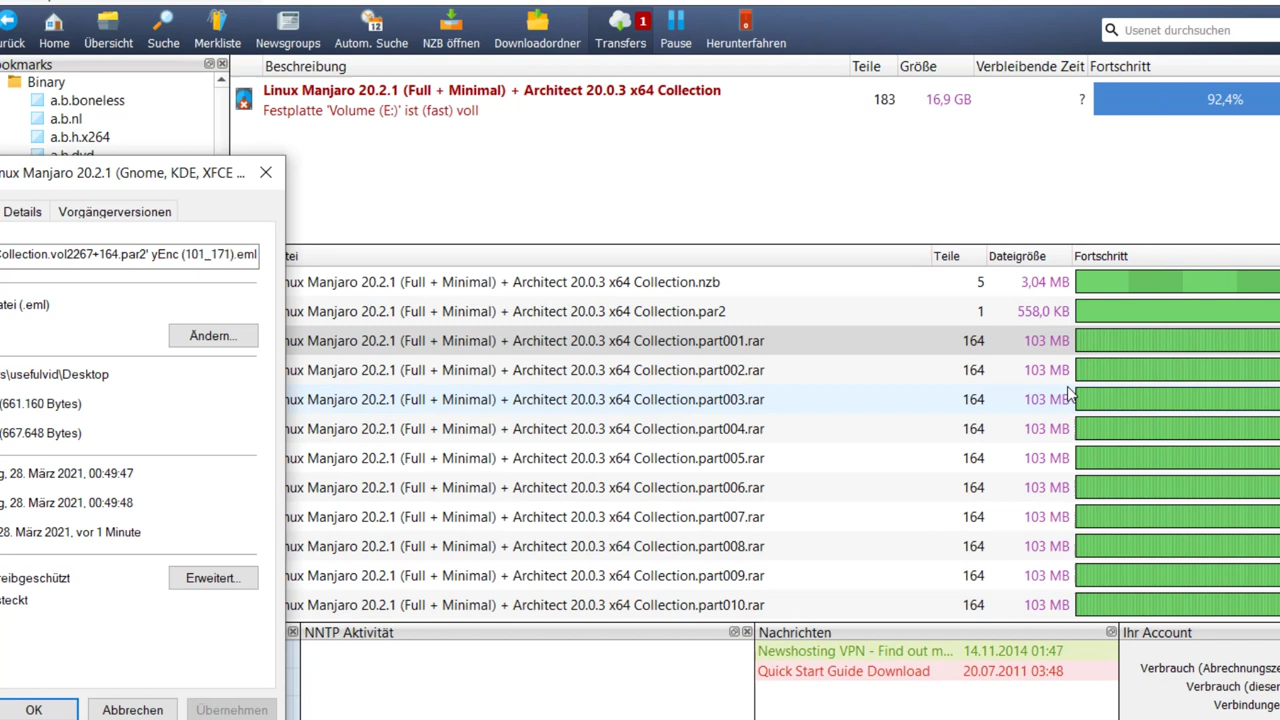 urück Home Übersicht Suche Merkliste Newsgroups Autom. Suche NZB öffnen Downloadordner Transfers 1 Pause Herunterfahren Usenet durchsuchen
12
ookmarks
Binary
a.b.boneless
a.b.nl
a.b.h.x264
a.b.dvd
Beschreibung Teile Größe Verbleibende Zeit Fortschritt
Linux Manjaro 20.2.1 (Full + Minimal) + Architect 20.0.3 x64 Collection 183 16,9 GB ? 92,4%
Festplatte 'Volume (E:)' ist (fast) voll
inux Manjaro 20.2.1 (Gnome, KDE, XFCE ...
Details Vorgängerversionen
Collection.vol2267+164.par2' yEnc (101_171).eml
atei (.eml)
Ändern...
s\usefulvid\Desktop
(661.160 Bytes)
(667.648 Bytes)
g, 28. März 2021, 00:49:47
g, 28. März 2021, 00:49:48
28. März 2021, vor 1 Minute
reibgeschützt Erweitert...
steckt
OK Abbrechen Übernehmen
tei Teile Dateigröße Fortschritt
nux Manjaro 20.2.1 (Full + Minimal) + Architect 20.0.3 x64 Collection.nzb 5 3,04 MB
nux Manjaro 20.2.1 (Full + Minimal) + Architect 20.0.3 x64 Collection.par2 1 558,0 KB
nux Manjaro 20.2.1 (Full + Minimal) + Architect 20.0.3 x64 Collection.part001.rar 164 103 MB
nux Manjaro 20.2.1 (Full + Minimal) + Architect 20.0.3 x64 Collection.part002.rar 164 103 MB
nux Manjaro 20.2.1 (Full + Minimal) + Architect 20.0.3 x64 Collection.part003.rar 164 103 MB
nux Manjaro 20.2.1 (Full + Minimal) + Architect 20.0.3 x64 Collection.part004.rar 164 103 MB
nux Manjaro 20.2.1 (Full + Minimal) + Architect 20.0.3 x64 Collection.part005.rar 164 103 MB
nux Manjaro 20.2.1 (Full + Minimal) + Architect 20.0.3 x64 Collection.part006.rar 164 103 MB
nux Manjaro 20.2.1 (Full + Minimal) + Architect 20.0.3 x64 Collection.part007.rar 164 103 MB
nux Manjaro 20.2.1 (Full + Minimal) + Architect 20.0.3 x64 Collection.part008.rar 164 103 MB
nux Manjaro 20.2.1 (Full + Minimal) + Architect 20.0.3 x64 Collection.part009.rar 164 103 MB
nux Manjaro 20.2.1 (Full + Minimal) + Architect 20.0.3 x64 Collection.part010.rar 164 103 MB
NNTP Aktivität
Nachrichten
Newshosting VPN - Find out m... 14.11.2014 01:47
Quick Start Guide Download 20.07.2011 03:48
Ihr Account
Verbrauch (Abrechnungsze
Verbrauch (dieser
Verbindunge